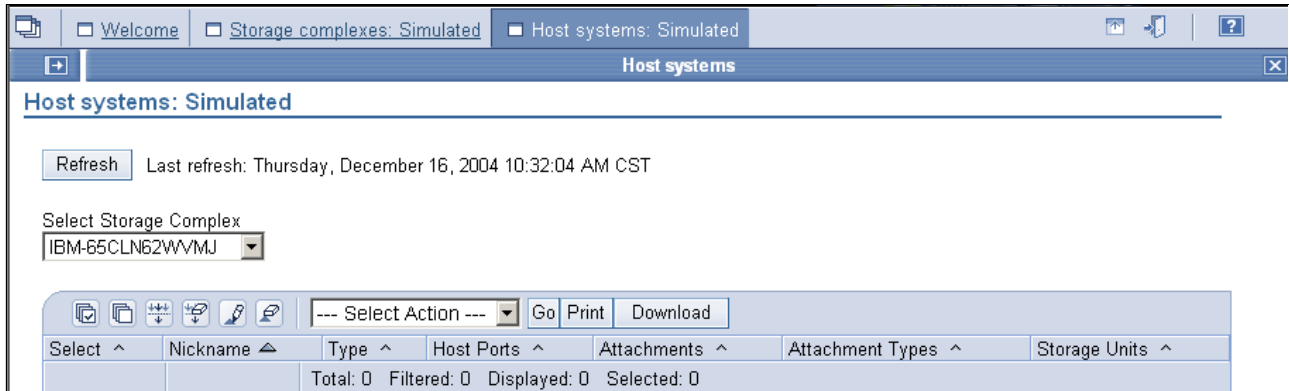 Welcome Storage complexes: Simulated Host systems: Simulated ?
Host systems
Host systems: Simulated
Refresh Last refresh: Thursday, December 16, 2004 10:32:04 AM CST
Select Storage Complex
IBM-65CLN62WVMJ
--- Select Action --- Go Print Download
Select Nickname Type Host Ports Attachments Attachment Types Storage Units
Total: 0 Filtered: 0 Displayed: 0 Selected: 0